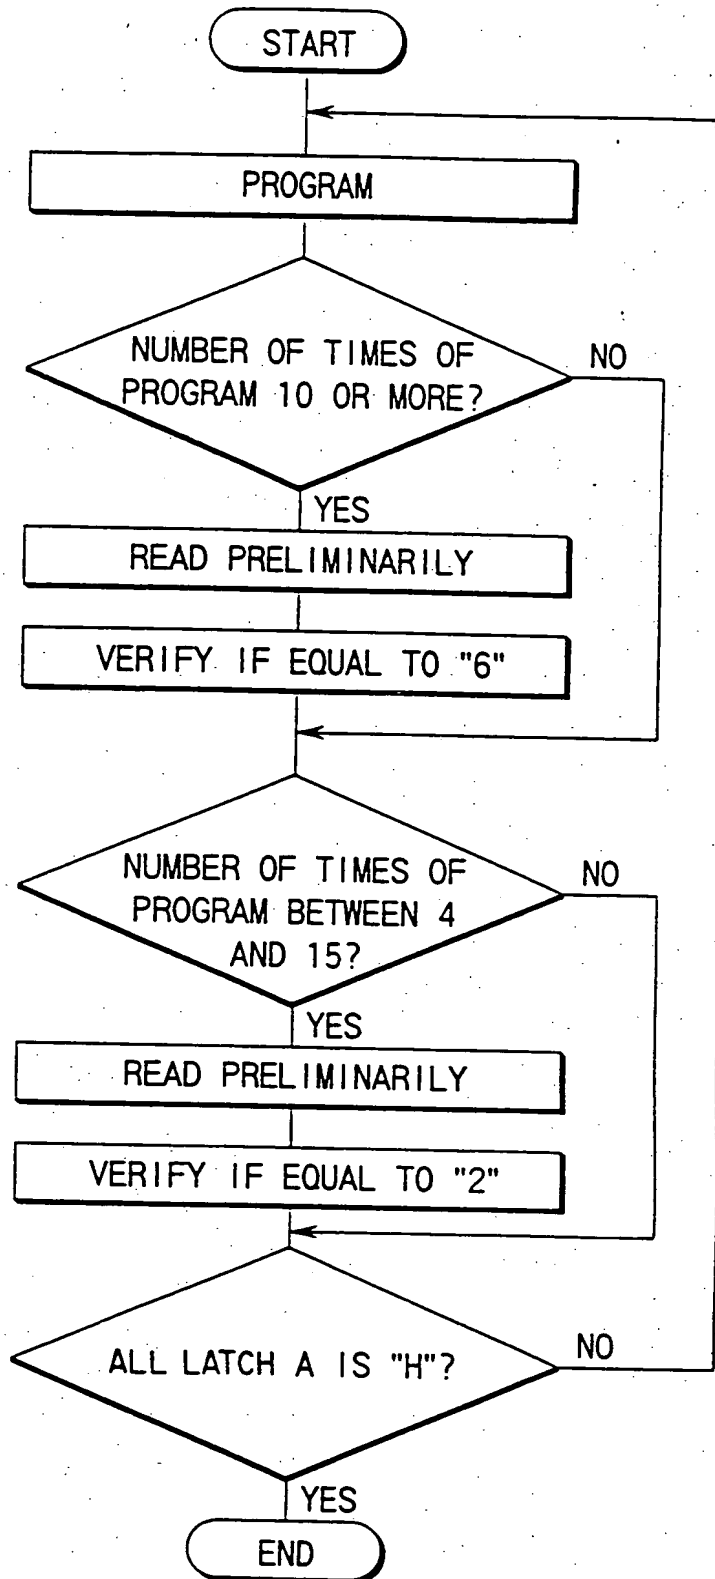 START
PROGRAM
NUMBER OF TIMES OF
PROGRAM 10 OR MORE?
NO
YES
READ PRELIMINARILY
VERIFY IF EQUAL TO "6"
NUMBER OF TIMES OF
PROGRAM BETWEEN 4
AND 15?
NO
YES
READ PRELIMINARILY
VERIFY IF EQUAL TO "2"
ALL LATCH A IS "H"?
NO
YES
END